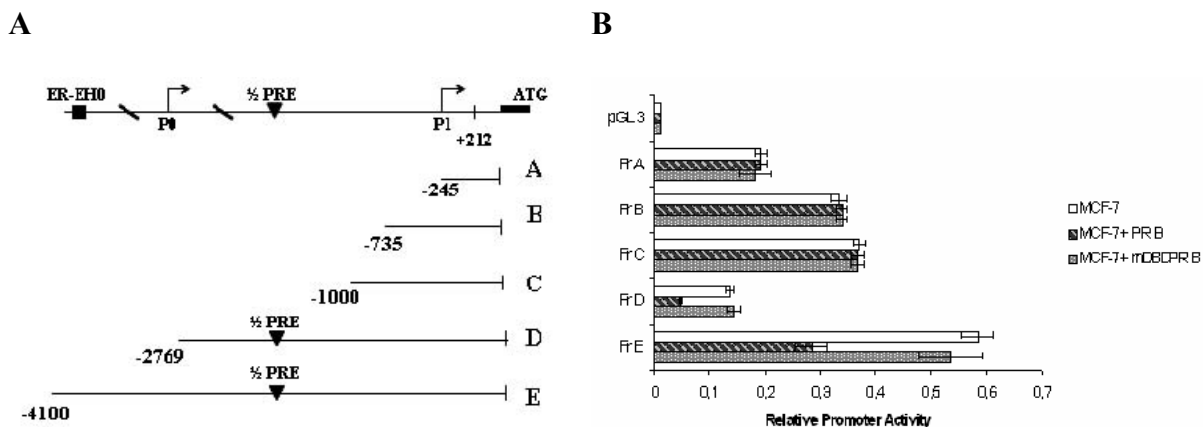 A
ER-EH0
P0
½ PRE
P1
+212
ATG
-245
A
-735
B
-1000
C
½ PRE
-2769
D
½ PRE
-4100
E
B
pGL3
FrA
FrB
FrC
FrD
FrE
0
0,1
0,2
0,3
0,4
0,5
0,6
0,7
Relative Promoter Activity
MCF-7
MCF-7+ PRB
MCF-7+ mDBDPRB